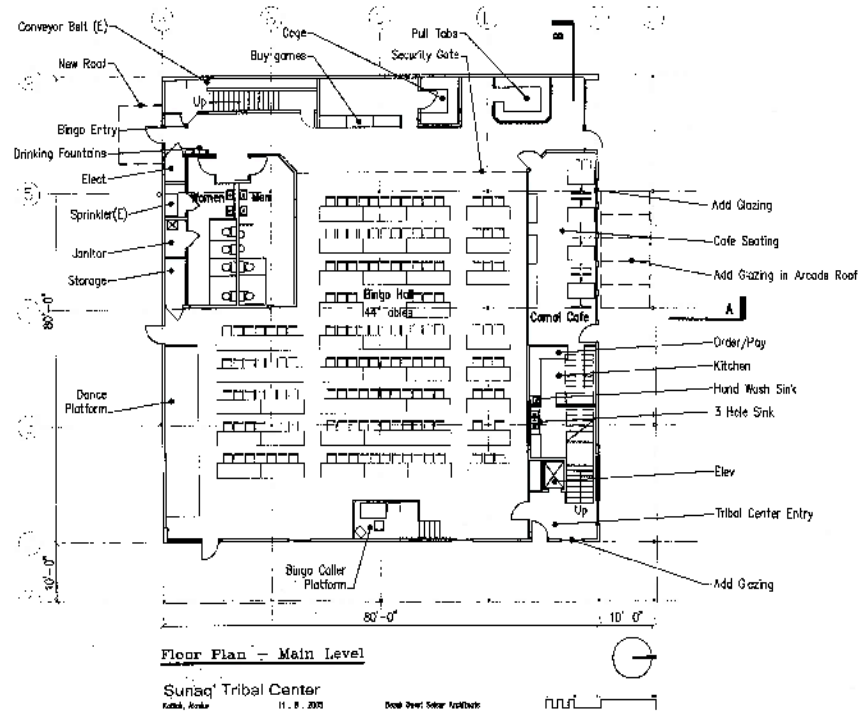 Conveyor Belt (E)
Cage
Pull Tabs
Buy games
Security Gate
New Roof
B
Up
Bingo Entry
Drinking Fountains
Elect
Women
Men
Sprinkler(E)
Janitor
Storage
Add Glazing
Cafe Seating
Add Glazing in Arcade Roof
Bingo Hall
Cafe
A
80'-0"
Order/Pay
Kitchen
Hand Wash Sink
3 Hole Sink
Dance
Platform
Elev
Up
Tribal Center Entry
Bingo Caller
Platform
Add Glazing
10'-0"
80'-0"
10'-0"
Floor Plan - Main Level
Sunaq' Tribal Center
Kodiak, Alaska